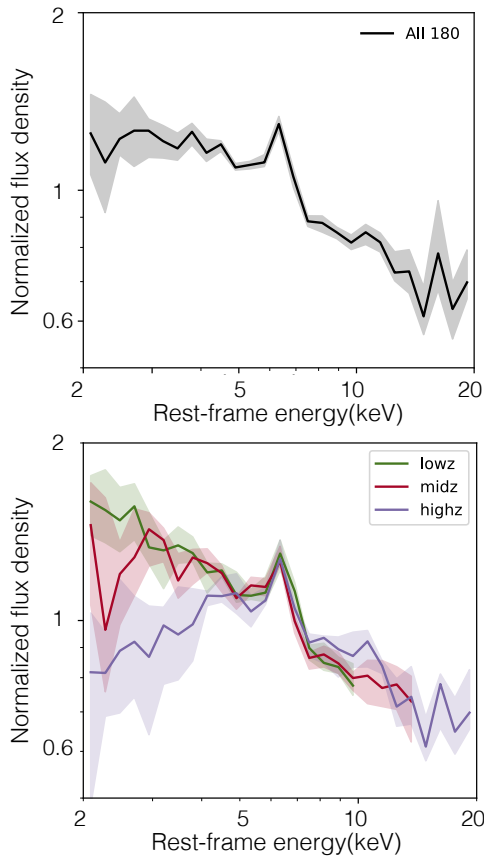 2
All 180
Normalized flux density
1
0.6
2
5
10
20
Rest-frame energy(keV)
2
lowz
midz
highz
Normalized flux density
1
0.6
2
5
10
20
Rest-frame energy(keV)